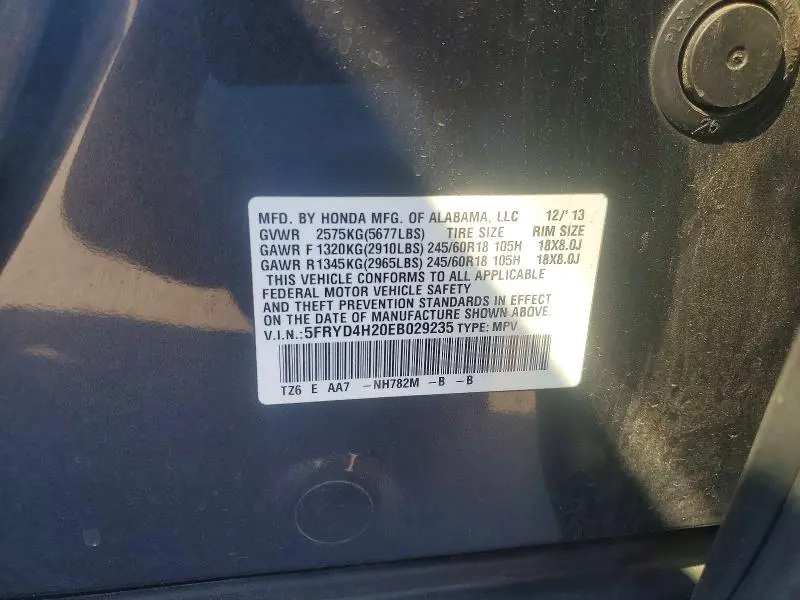 MFD. BY HONDA MFG. OF ALABAMA, LLC 12/'13
GVWR 2575KG(5677LBS) TIRE SIZE RIM SIZE
GAWR F1320KG(2910LBS) 245/60R18 105H 18X8.0J
GAWR R1345KG(2965LBS) 245/60R18 105H 18X8.0J
THIS VEHICLE CONFORMS TO ALL APPLICABLE
FEDERAL MOTOR VEHICLE SAFETY
AND THEFT PREVENTION STANDARDS IN EFFECT
ON THE DATE OF MANUFACTURE SHOWN ABOVE.
V.I.N.:5FRYD4H20EB029235 TYPE: MPV
TZ6 E AA7 -NH782M -B -B